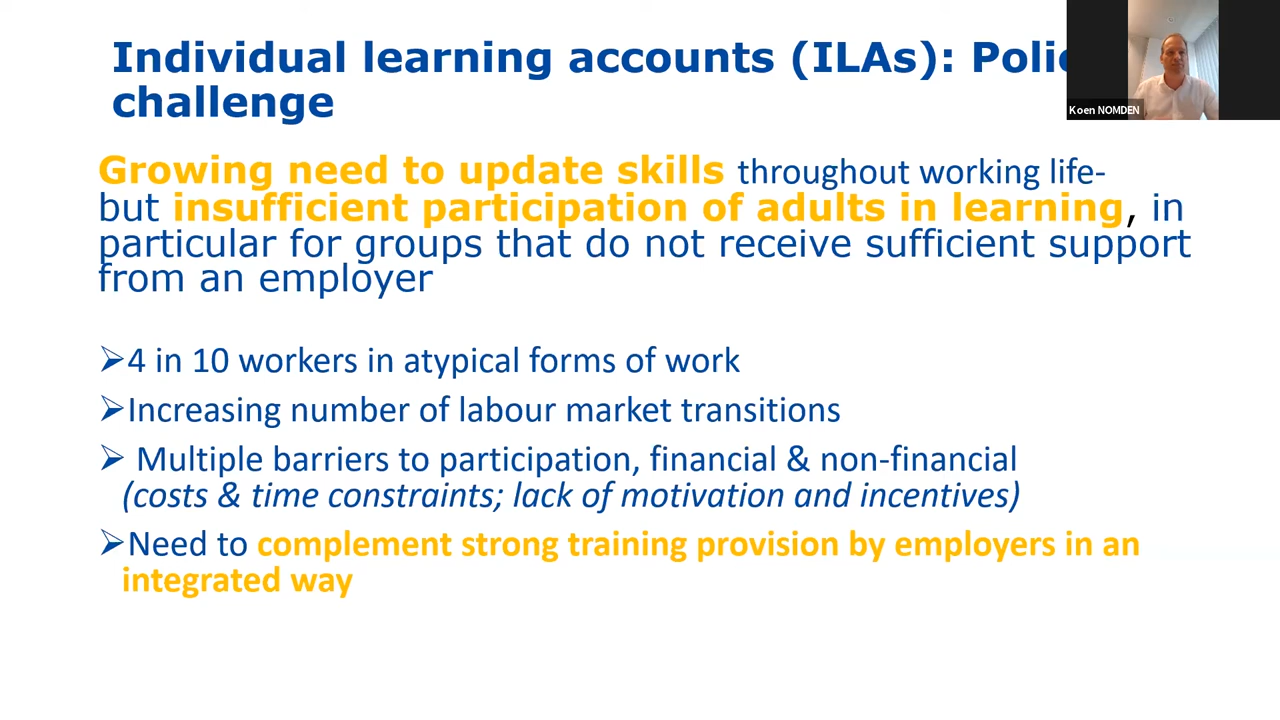 Individual learning accounts (ILAs): Polic
challenge
Koen NOMDEN
Growing need to update skills throughout working life-
but insufficient participation of adults in learning, in
particular for groups that do not receive sufficient support
from an employer
➢4 in 10 workers in atypical forms of work
➢Increasing number of labour market transitions
➢ Multiple barriers to participation, financial & non-financial
(costs & time constraints; lack of motivation and incentives)
➢Need to complement strong training provision by employers in an
integrated way